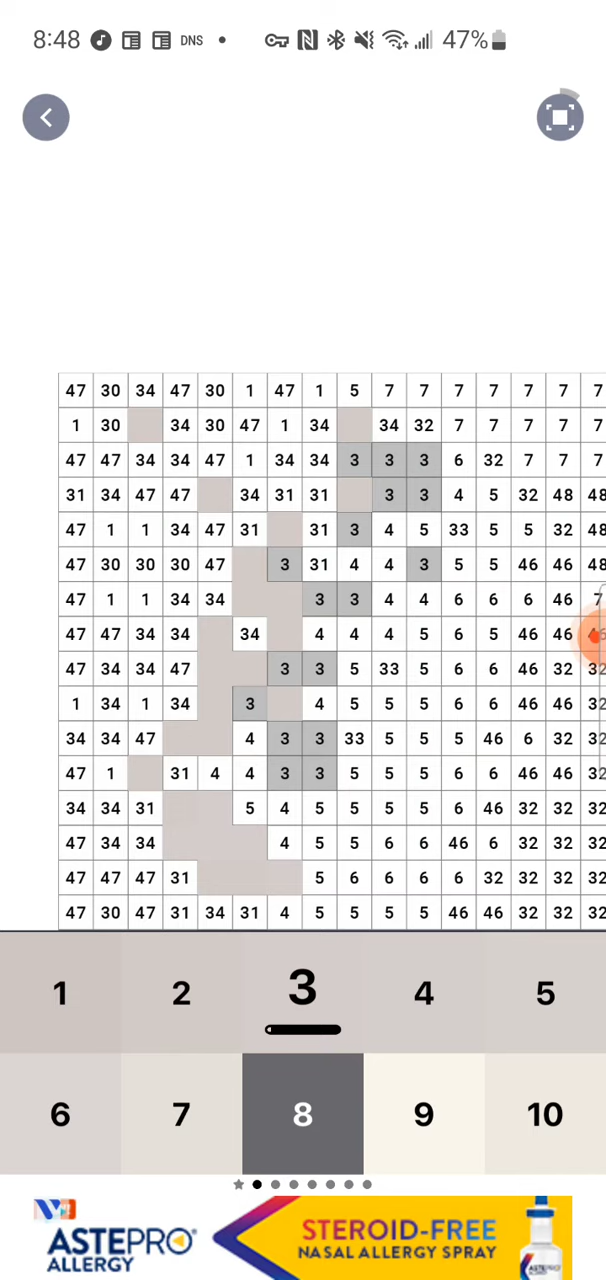 8:48 DNS • 47%
47 30 34 47 30 1 47 1 5 7 7 7 7 7 7 7
1 30 34 30 47 1 34 34 32 7 7 7 7 7
47 47 34 34 47 1 34 34 3 3 3 6 32 7 7 7
31 34 47 47 34 31 31 3 3 4 5 32 48 48
47 1 1 34 47 31 31 3 4 5 33 5 5 32 48
47 30 30 30 47 3 31 4 4 3 5 5 46 46 48
47 1 1 34 34 3 3 4 4 6 6 6 46 7
47 47 34 34 34 4 4 4 5 6 5 46 46 46
47 34 34 47 3 3 5 33 5 6 6 46 32 32
1 34 1 34 3 4 5 5 5 6 6 46 46 32
34 34 47 4 3 3 33 5 5 5 46 6 32 32
47 1 31 4 4 3 3 5 5 5 6 6 46 46 32
34 34 31 5 4 5 5 5 5 6 46 32 32 32
47 34 34 4 5 5 6 6 46 6 32 32 32
47 47 47 31 5 6 6 6 6 32 32 32 32
47 30 47 31 34 31 4 5 5 5 5 46 46 32 32 32
1 2 3 4 5
6 7 8 9 10
ASTEPRO
ALLERGY
STEROID-FREE
NASAL ALLERGY SPRAY